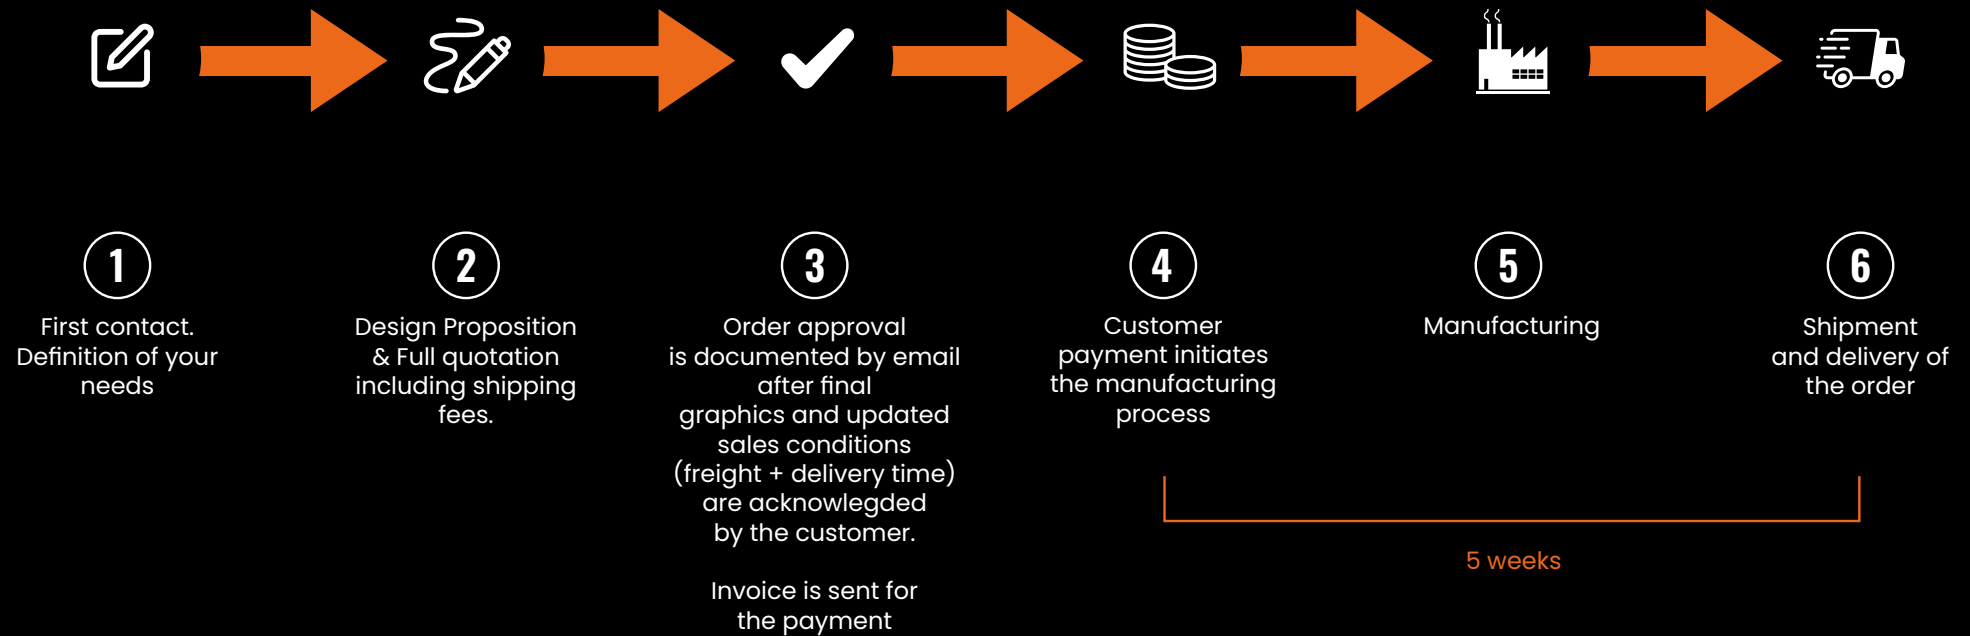 1
First contact.
Definition of your
needs
2
Design Proposition
& Full quotation
including shipping
fees.
3
Order approval
is documented by email
after final
graphics and updated
sales conditions
(freight + delivery time)
are acknowlegded
by the customer.
Invoice is sent for
the payment
4
Customer
payment initiates
the manufacturing
process
5
Manufacturing
6
Shipment
and delivery of
the order
5 weeks